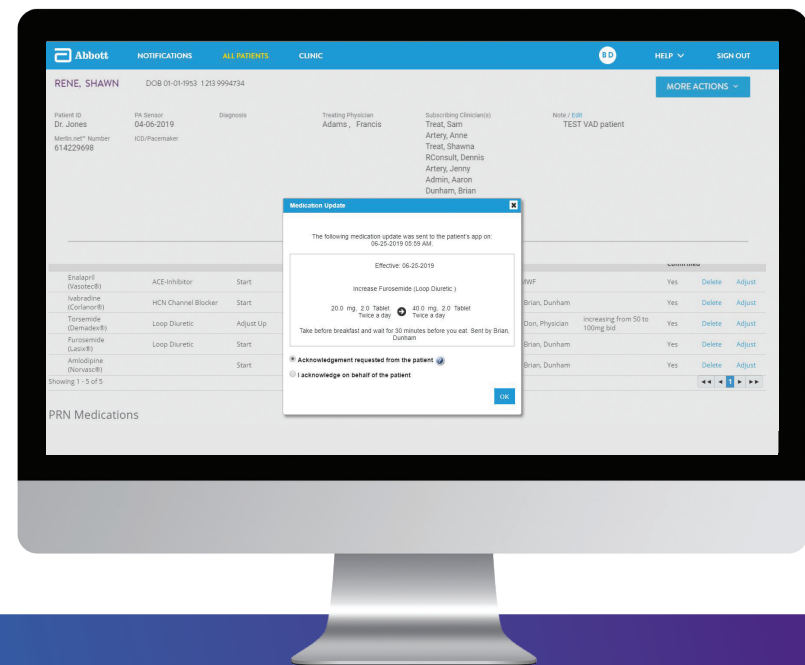 Abbott NOTIFICATIONS ALL PATIENTS CLINIC BD HELP SIGN OUT
RENE, SHAWN DOB 01-01-1953 1 213 9994734 MORE ACTIONS
Patient ID PA Sensor Diagnosis Treating Physician Subscribing Clinician(s) Note / Edit
Dr. Jones 04-06-2019 Adams , Francis Treat, Sam TEST VAD patient
Artery, Anne
Merlin.net™ Number ICD/Pacemaker
614229698
Treat, Shawna
RConsult, Dennis
Artery, Jenny
Admin, Aaron
Dunham, Brian
Medication Update
The following medication update was sent to the patient's app on:
06-25-2019 05:59 AM.
Effective: 06-25-2019
Increase Furosemide (Loop Diuretic )
20.0 mg, 2.0 Tablet 40.0 mg, 2.0 Tablet
Twice a day Twice a day
Take before breakfast and wait for 30 minutes before you eat. Sent by Brian,
Dunham
Acknowledgement requested from the patient
I acknowledge on behalf of the patient
OK
Confirmed
Enalapril
(Vasotec®) ACE-Inhibitor Start MWF Yes Delete Adjust
Ivabradine
(Corlanor®) HCN Channel Blocker Start Brian, Dunham Yes Delete Adjust
Torsemide
(Demadex®) Loop Diuretic Adjust Up Don, Physician increasing from 50 to
100mg bid Yes Delete Adjust
Furosemide
(Lasix®) Loop Diuretic Start Brian, Dunham Yes Delete Adjust
Amlodipine
(Norvasc®) Start Brian, Dunham Yes Delete Adjust
Showing 1 - 5 of 5 1
PRN Medications